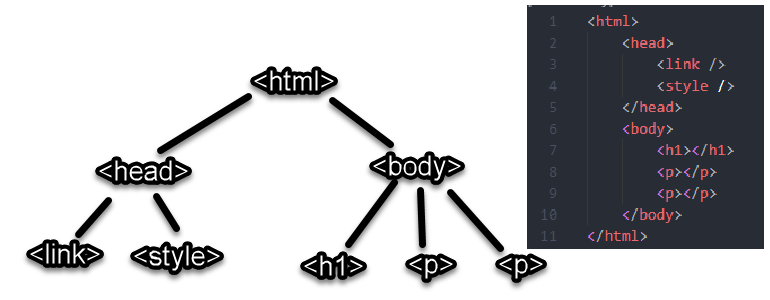 <html>
<head> <body>
<link> <style> <h1> <p> <p>
1 <html>
2 <head>
3 <link />
4 <style />
5 </head>
6 <body>
7 <h1></h1>
8 <p></p>
9 <p></p>
10 </body>
11 </html>